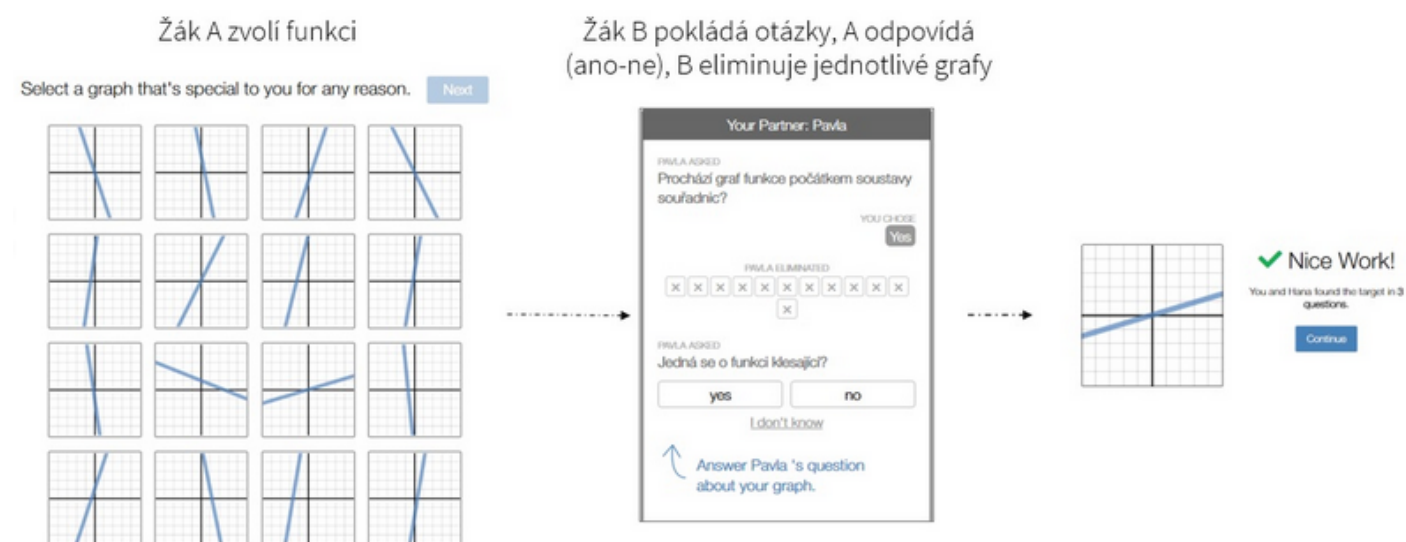 Žák A zvolí funkci
Select a graph that's special to you for any reason.
Next
Žák B pokládá otázky, A odpovídá
(ano-ne), B eliminuje jednotlivé grafy
Your Partner: Pavla
PAVLA ASKED
Prochází graf funkce počátkem soustavy
souřadnic?
YOU CHOSE
Yes
PAVLA ELIMINATED
× × × × × × × × × × ×
×
PAVLA ASKED
Jedná se o funkci klesající?
yes
no
I don't know
Answer Pavla 's question
about your graph.
Nice Work!
You and Hana found the target in 3
questions.
Continue